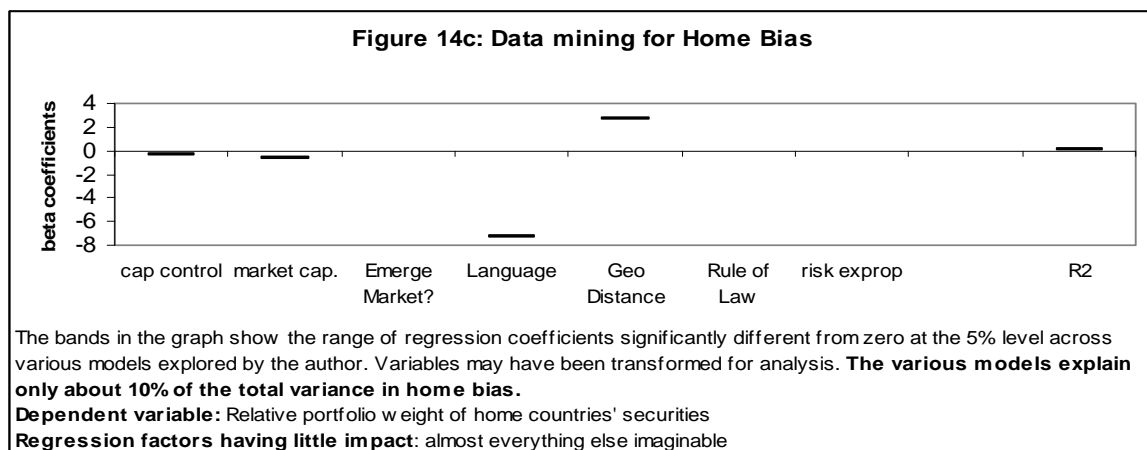 Figure 14c: Data mining for Home Bias
beta coefficients
4
2
0
-2
-4
-6
-8
cap control market cap. Emerge Market? Language Geo Distance Rule of Law risk exprop R2
The bands in the graph show the range of regression coefficients significantly different from zero at the 5% level across
various models explored by the author. Variables may have been transformed for analysis. The various models explain
only about 10% of the total variance in home bias.
Dependent variable: Relative portfolio weight of home countries' securities
Regression factors having little impact: almost everything else imaginable